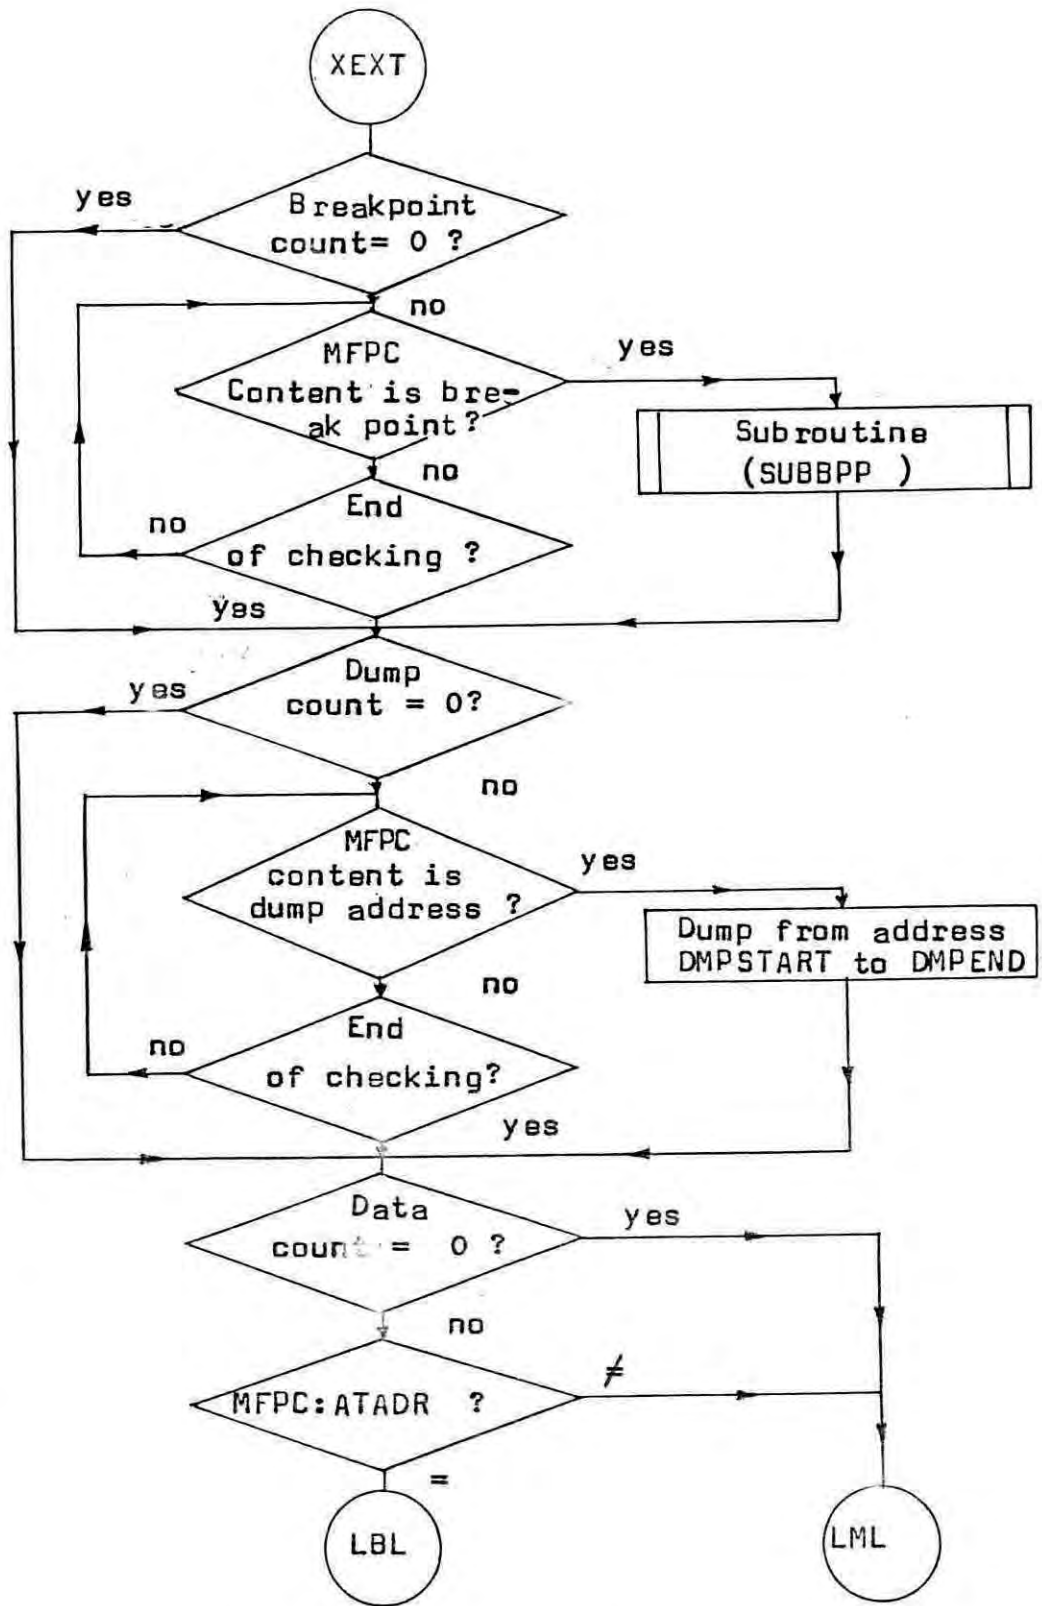 XEXT
yes
Breakpoint
count= 0 ?
no
MFPC
yes
Content is bre-
ak point?
Subroutine
(SUBBPP )
no
End
no
of checking ?
yes
Dump
yes
count = 0?
no
MFPC
yes
content is
dump address ?
Dump from address
DMPSTART to DMPEND
no
End
no
of checking?
yes
Data
yes
count = 0 ?
no
≠
MFPC:ATADR ?
=
LBL
LML